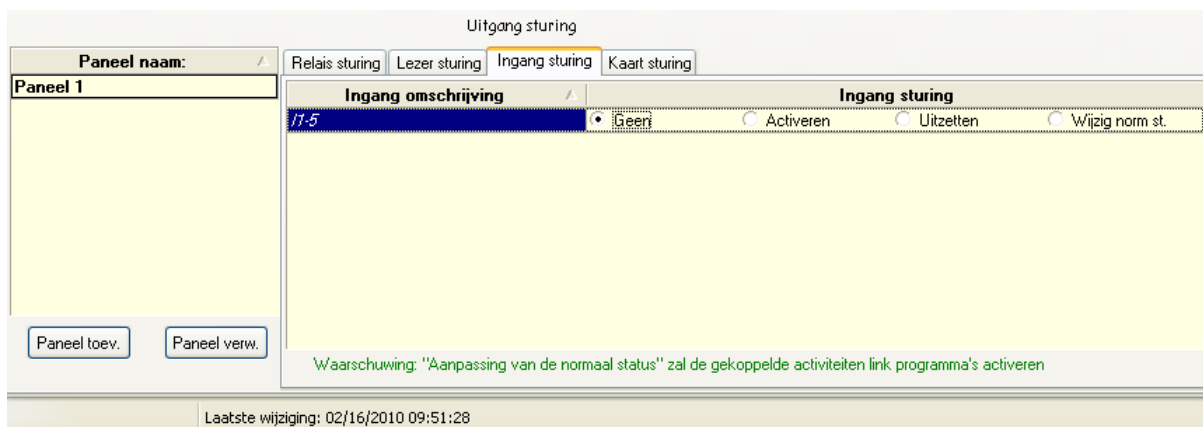 Uitgang sturing
Paneel naam:
Paneel 1
Relais sturing Lezer sturing Ingang sturing Kaart sturing
Ingang omschrijving Ingang sturing
I1-5 Geen Activeren Uitzetten Wijzig norm st.
Paneel toev. Paneel verw.
Waarschuwing: "Aanpassing van de normaal status" zal de gekoppelde activiteiten link programma's activeren
Laatste wijziging: 02/16/2010 09:51:28